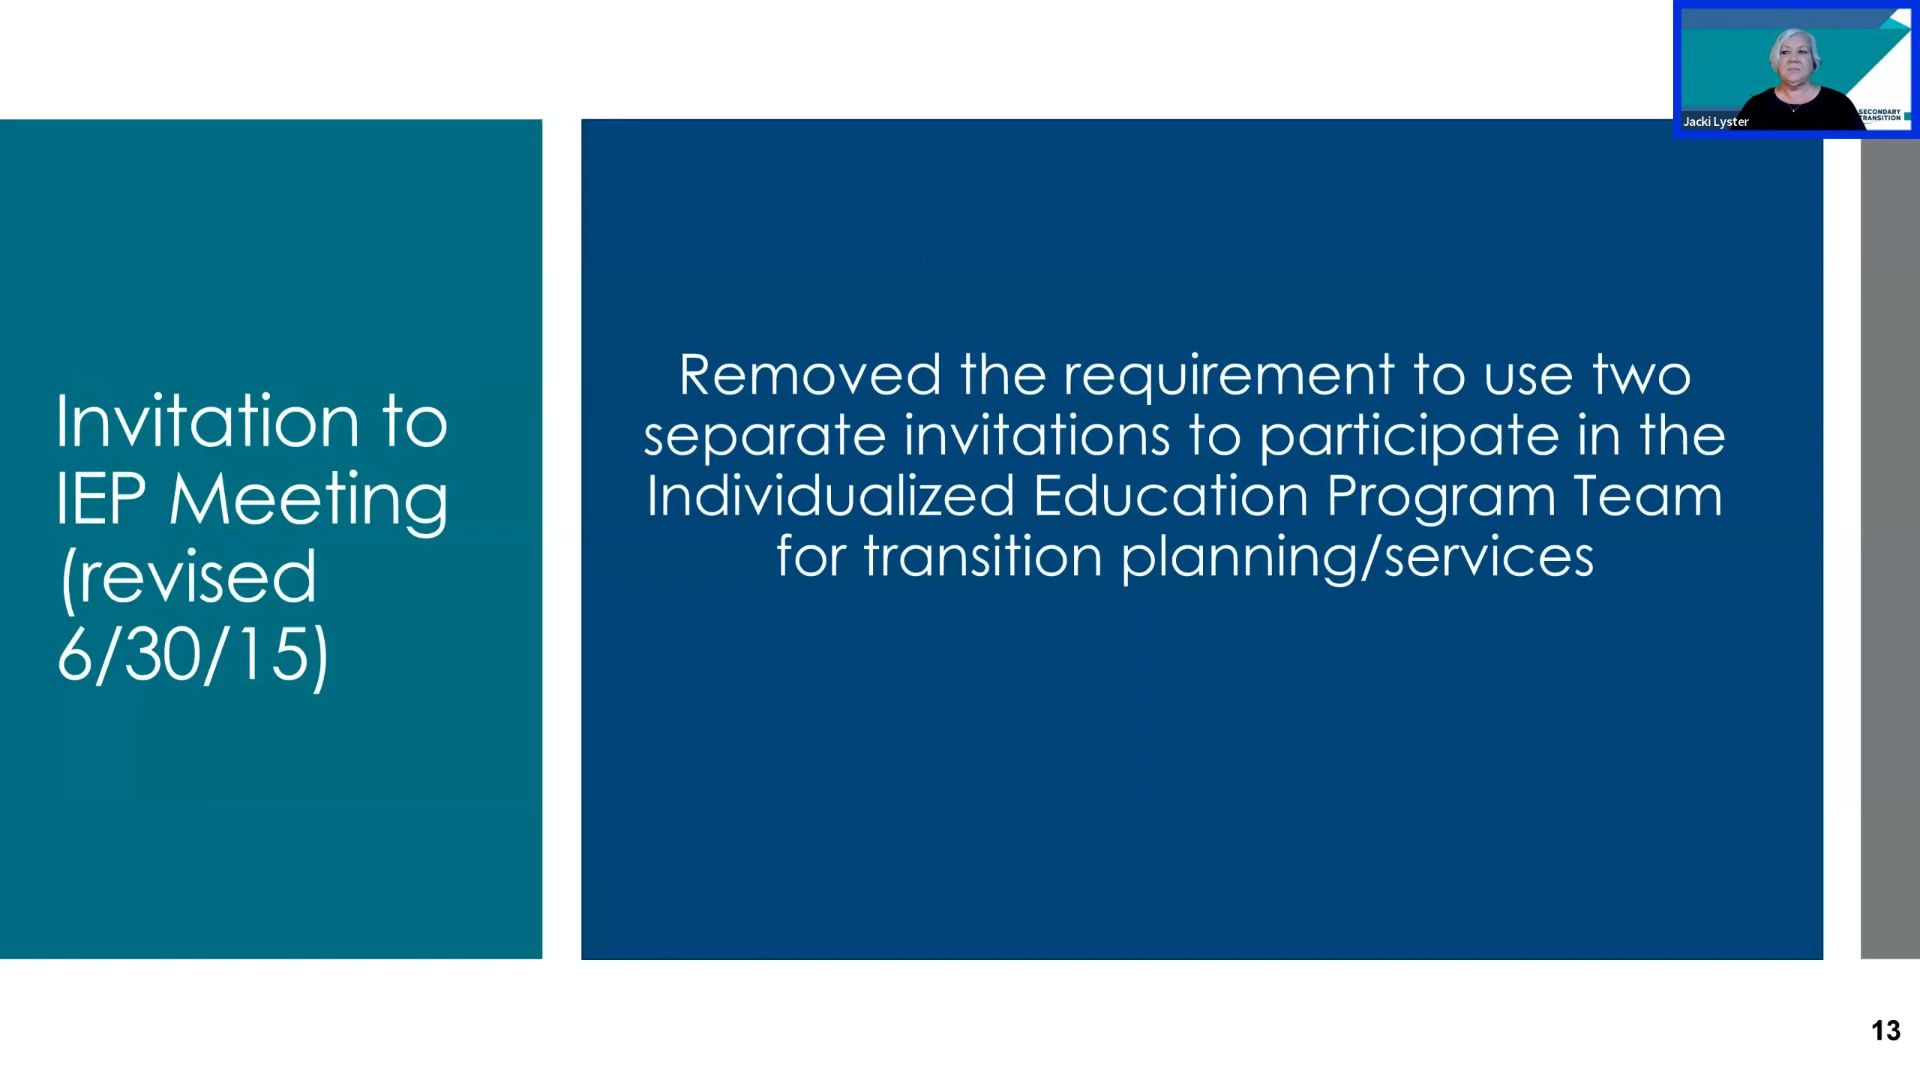 Invitation to
IEP Meeting
(revised
6/30/15)
Removed the requirement to use two
separate invitations to participate in the
Individualized Education Program Team
for transition planning/services
Jacki Lyster
SECONDARY
TRANSITION
13